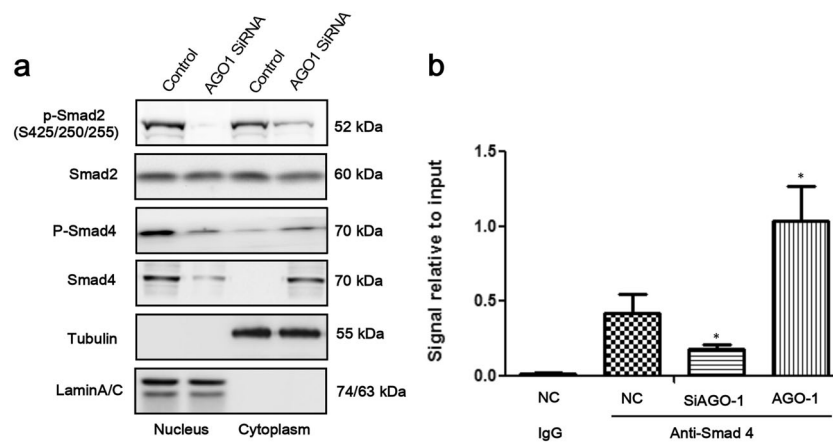 a
Control
AGO1 SiRNA
Control
AGO1 SiRNA
p-Smad2
(S425/250/255)
52 kDa
Smad2
60 kDa
P-Smad4
70 kDa
Smad4
70 kDa
Tubulin
55 kDa
LaminA/C
74/63 kDa
Nucleus Cytoplasm
b
Signal relative to input
1.5
1.0
0.5
0.0
*
*
NC NC SiAGO-1 AGO-1
IgG Anti-Smad 4